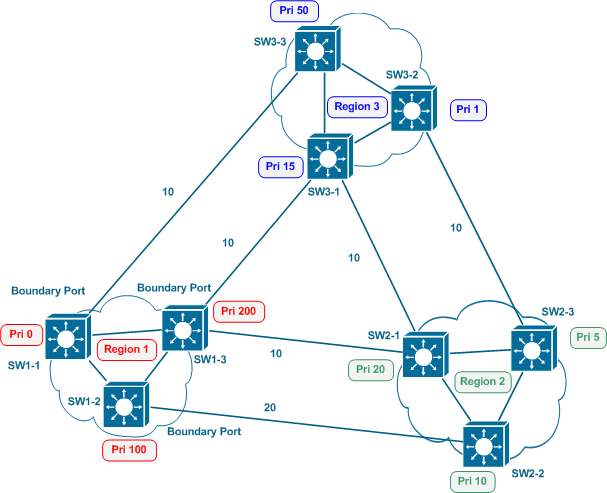 Pri 50
SW3-3
SW3-2
Region 3
Pri 1
Pri 15
SW3-1
10
10
10
10
Boundary Port
Boundary Port
Pri 0
SW1-1
Region 1
Pri 200
SW1-3
SW1-2
Pri 100
Boundary Port
10
20
SW2-1
Pri 20
SW2-3
Pri 5
Region 2
Pri 10
SW2-2